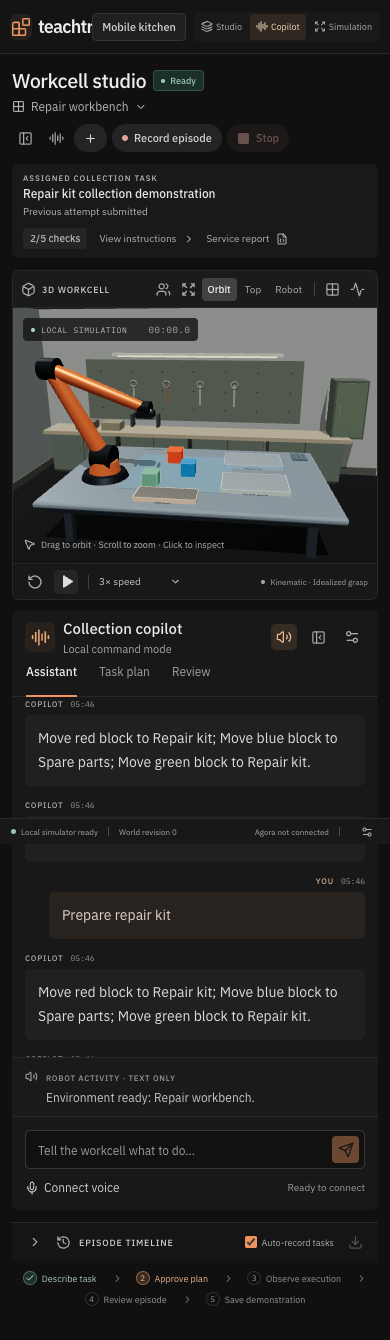 teachtr
Mobile kitchen
Studio
Copilot
Simulation
Workcell studio
Ready
Repair workbench
Record episode
Stop
ASSIGNED COLLECTION TASK
Repair kit collection demonstration
Previous attempt submitted
2/5 checks
View instructions
Service report
3D WORKCELL
Orbit
Top
Robot
LOCAL SIMULATION 00:00.0
Drag to orbit · Scroll to zoom · Click to inspect
3× speed
Kinematic · Idealized grasp
Collection copilot
Local command mode
Assistant
Task plan
Review
COPILOT 05:46
Move red block to Repair kit; Move blue block to
Spare parts; Move green block to Repair kit.
COPILOT 05:46
Local simulator ready
World revision 0
Agora not connected
YOU 05:46
Prepare repair kit
COPILOT 05:46
Move red block to Repair kit; Move blue block to
Spare parts; Move green block to Repair kit.
ROBOT ACTIVITY · TEXT ONLY
Environment ready: Repair workbench.
Tell the workcell what to do...
Connect voice
Ready to connect
EPISODE TIMELINE
Auto-record tasks
Describe task
2 Approve plan
3 Observe execution
4 Review episode
5 Save demonstration